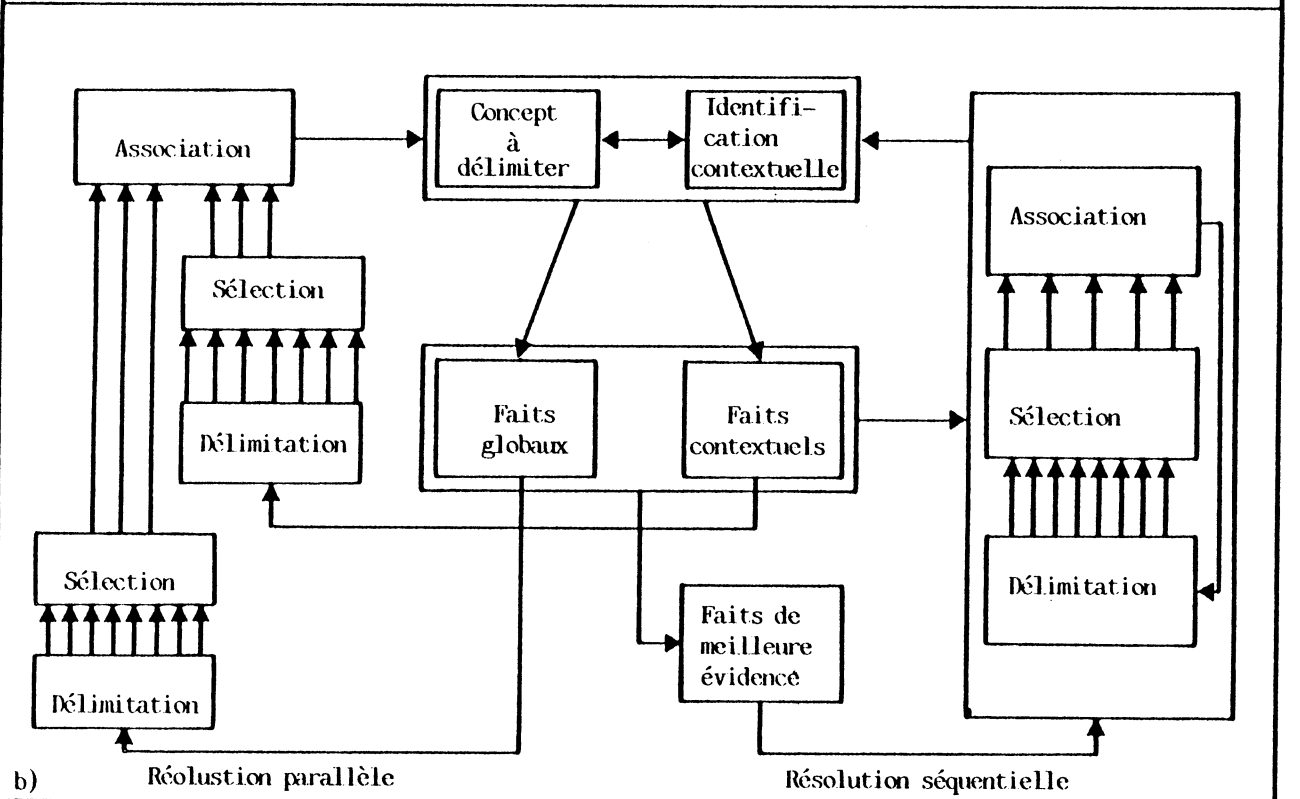 Association
Concept
à
délimiter
Identifi-
cation
contextuelle
Association
Sélection
Délimitation
Faits
globaux
Faits
contextuels
Sélection
Sélection
Délimitation
Faits de
meilleure
évidence
Délimitation
b)
Réolustion parallèle
Résolution séquentielle